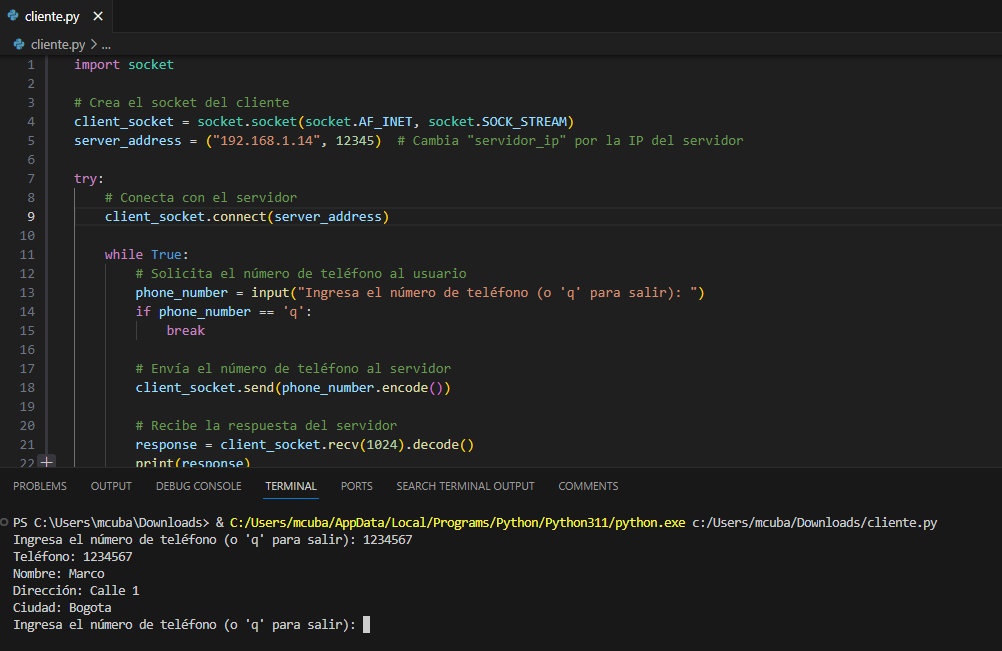 cliente.py
cliente.py > ...
1 import socket
2
3 # Crea el socket del cliente
4 client_socket = socket.socket(socket.AF_INET, socket.SOCK_STREAM)
5 server_address = ("192.168.1.14", 12345)  # Cambia "servidor_ip" por la IP del servidor
6
7 try:
8     # Conecta con el servidor
9     client_socket.connect(server_address)
10
11     while True:
12         # Solicita el número de teléfono al usuario
13         phone_number = input("Ingresa el número de teléfono (o 'q' para salir): ")
14         if phone_number == 'q':
15             break
16
17         # Envía el número de teléfono al servidor
18         client_socket.send(phone_number.encode())
19
20         # Recibe la respuesta del servidor
21         response = client_socket.recv(1024).decode()
22         print(response)
PROBLEMS OUTPUT DEBUG CONSOLE TERMINAL PORTS SEARCH TERMINAL OUTPUT COMMENTS
PS C:\Users\mcuba\Downloads> & C:/Users/mcuba/AppData/Local/Programs/Python/Python311/python.exe c:/Users/mcuba/Downloads/cliente.py
Ingresa el número de teléfono (o 'q' para salir): 1234567
Teléfono: 1234567
Nombre: Marco
Dirección: Calle 1
Ciudad: Bogota
Ingresa el número de teléfono (o 'q' para salir):